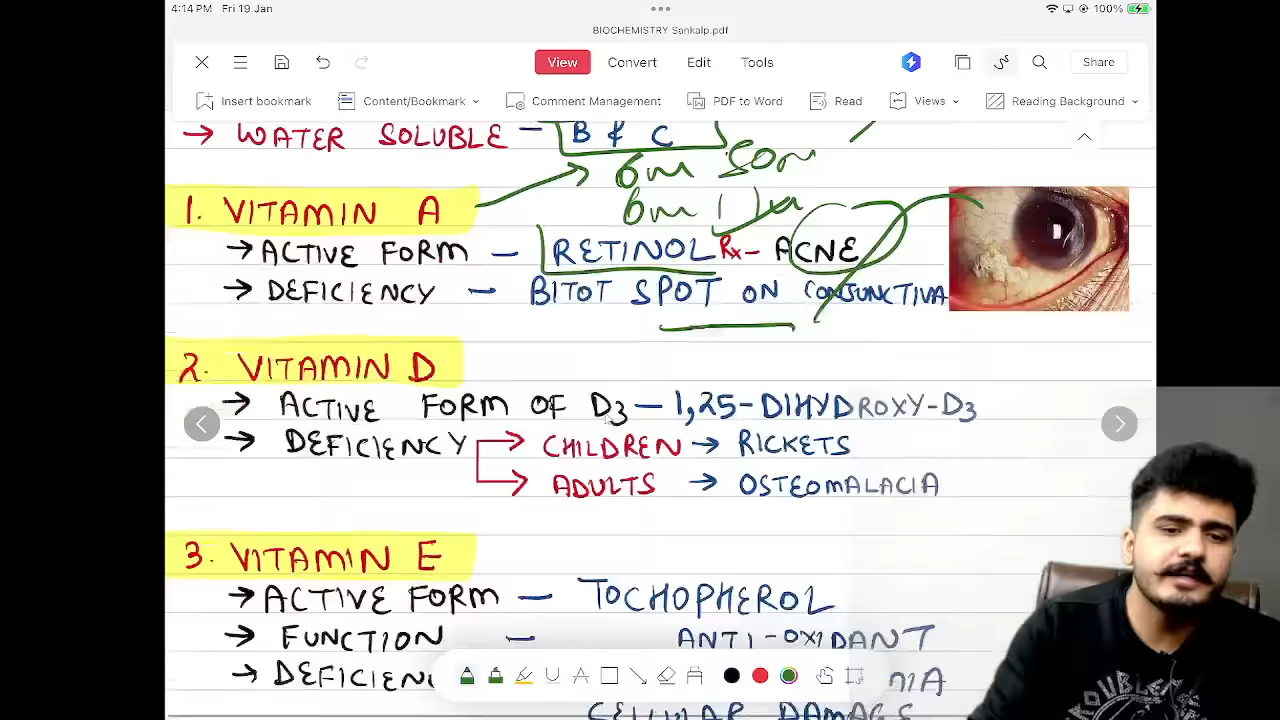 4:14 PM Fri 19 Jan
100%
BIOCHEMISTRY Sankalp.pdf
View Convert Edit Tools Share
Insert bookmark Content/Bookmark Comment Management PDF to Word Read Views Reading Background
→ WATER SOLUBLE - B & C
6m
6m
1. VITAMIN A
→ ACTIVE FORM - RETINOL Rx- ACNE
→ DEFICIENCY - BITOT SPOT ON CONJUNCTIVA
2. VITAMIN D
→ ACTIVE FORM OF D3 - 1,25-DIHYDROXY-D3
→ DEFICIENCY → CHILDREN → RICKETS
→ ADULTS → OSTEOMALACIA
3. VITAMIN E
→ ACTIVE FORM - TOCHOPHEROL
→ FUNCTION - ANTI-OXIDANT
→ DEFICIEN
CELLULAR DAMAGS